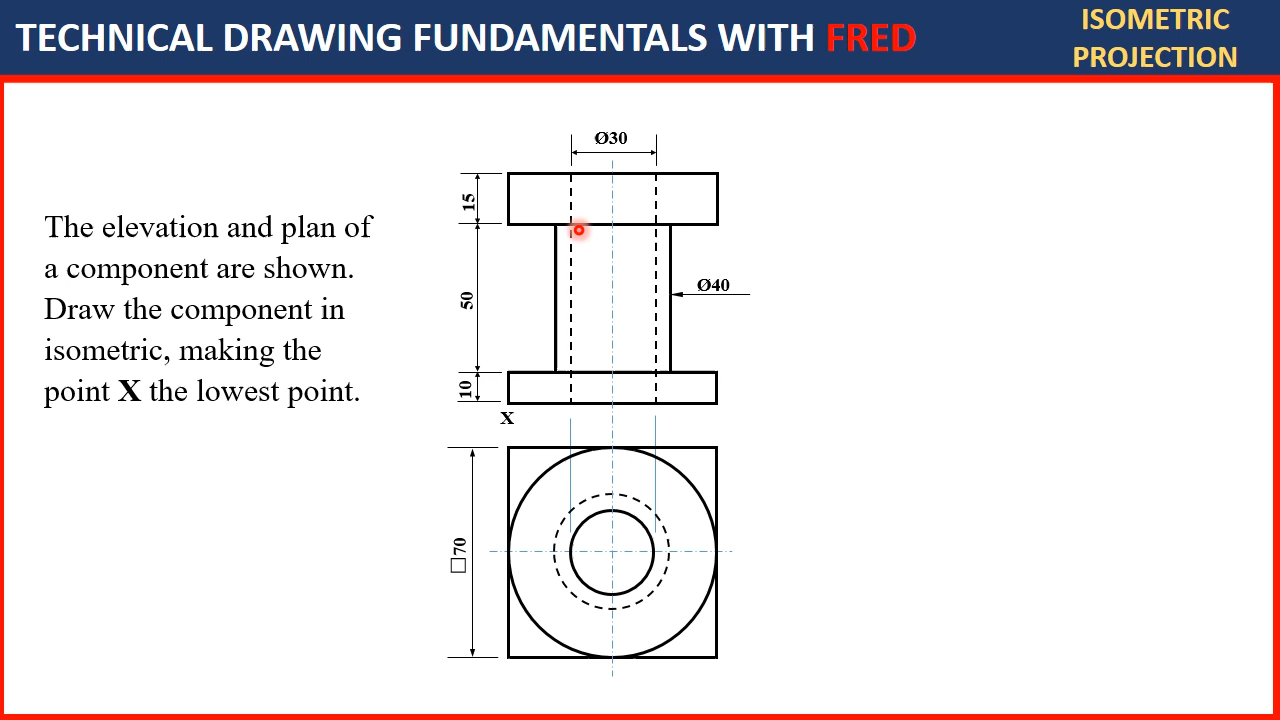 TECHNICAL DRAWING FUNDAMENTALS WITH FRED
ISOMETRIC
PROJECTION
The elevation and plan of
a component are shown.
Draw the component in
isometric, making the
point X the lowest point.
Ø30
15
50
Ø40
10
X
□70